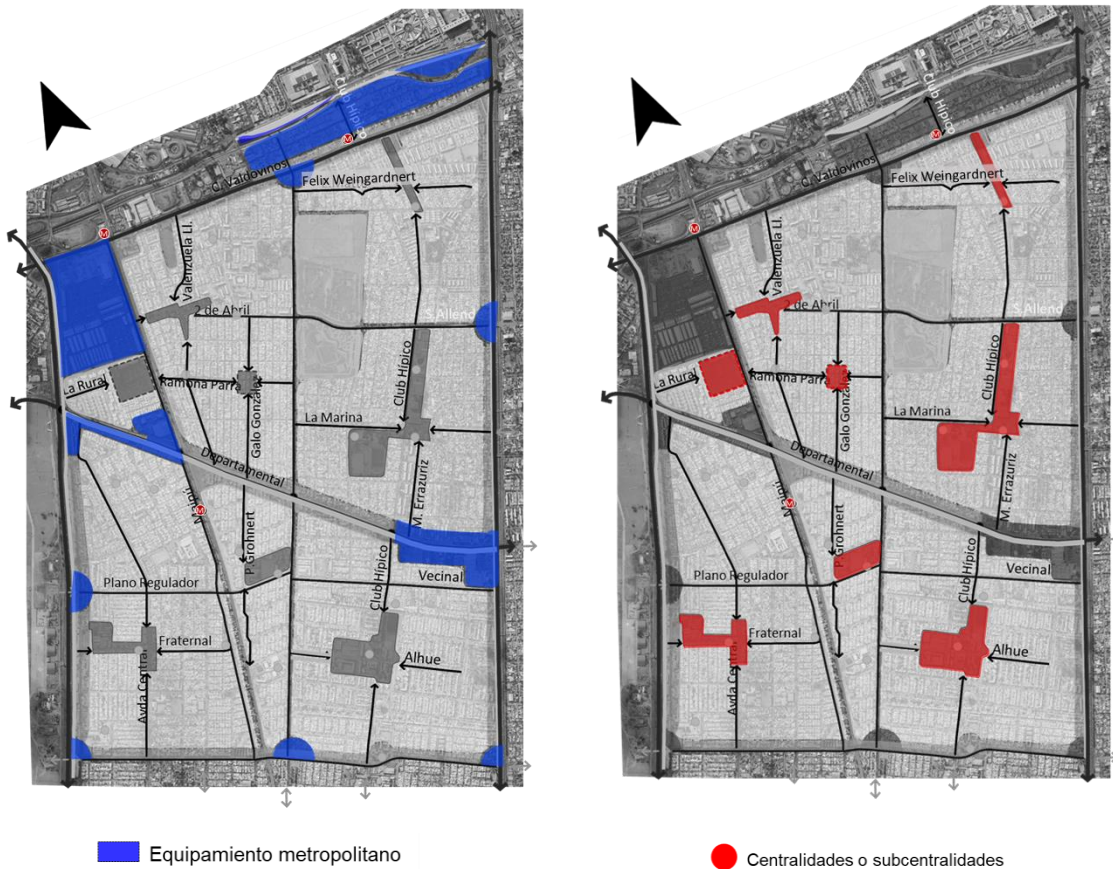 Club Hípico
M
C. Valdovinos
Felix Weingardnert
M
Valenzuela Ll.
2 de Abril
S. Allend
La Rural
Ramona Parra
Galo González
Club Hípico
La Marina
Departamental
Maipú
M
M. Errazuriz
P. Grohnert
Plano Regulador
Vecinal
Club Hípico
Fraternal
Avda Central
Alhue
Equipamiento metropolitano
Club Hípico
M
C. Valdovinos
Felix Weingardnert
M
Valenzuela Ll.
2 de Abril
S. Allend
La Rural
Ramona Parra
Galo González
Club Hípico
La Marina
Departamental
Maipú
M
M. Errazuriz
P. Grohnert
Plano Regulador
Vecinal
Club Hípico
Fraternal
Avda Central
Alhue
Centralidades o subcentralidades